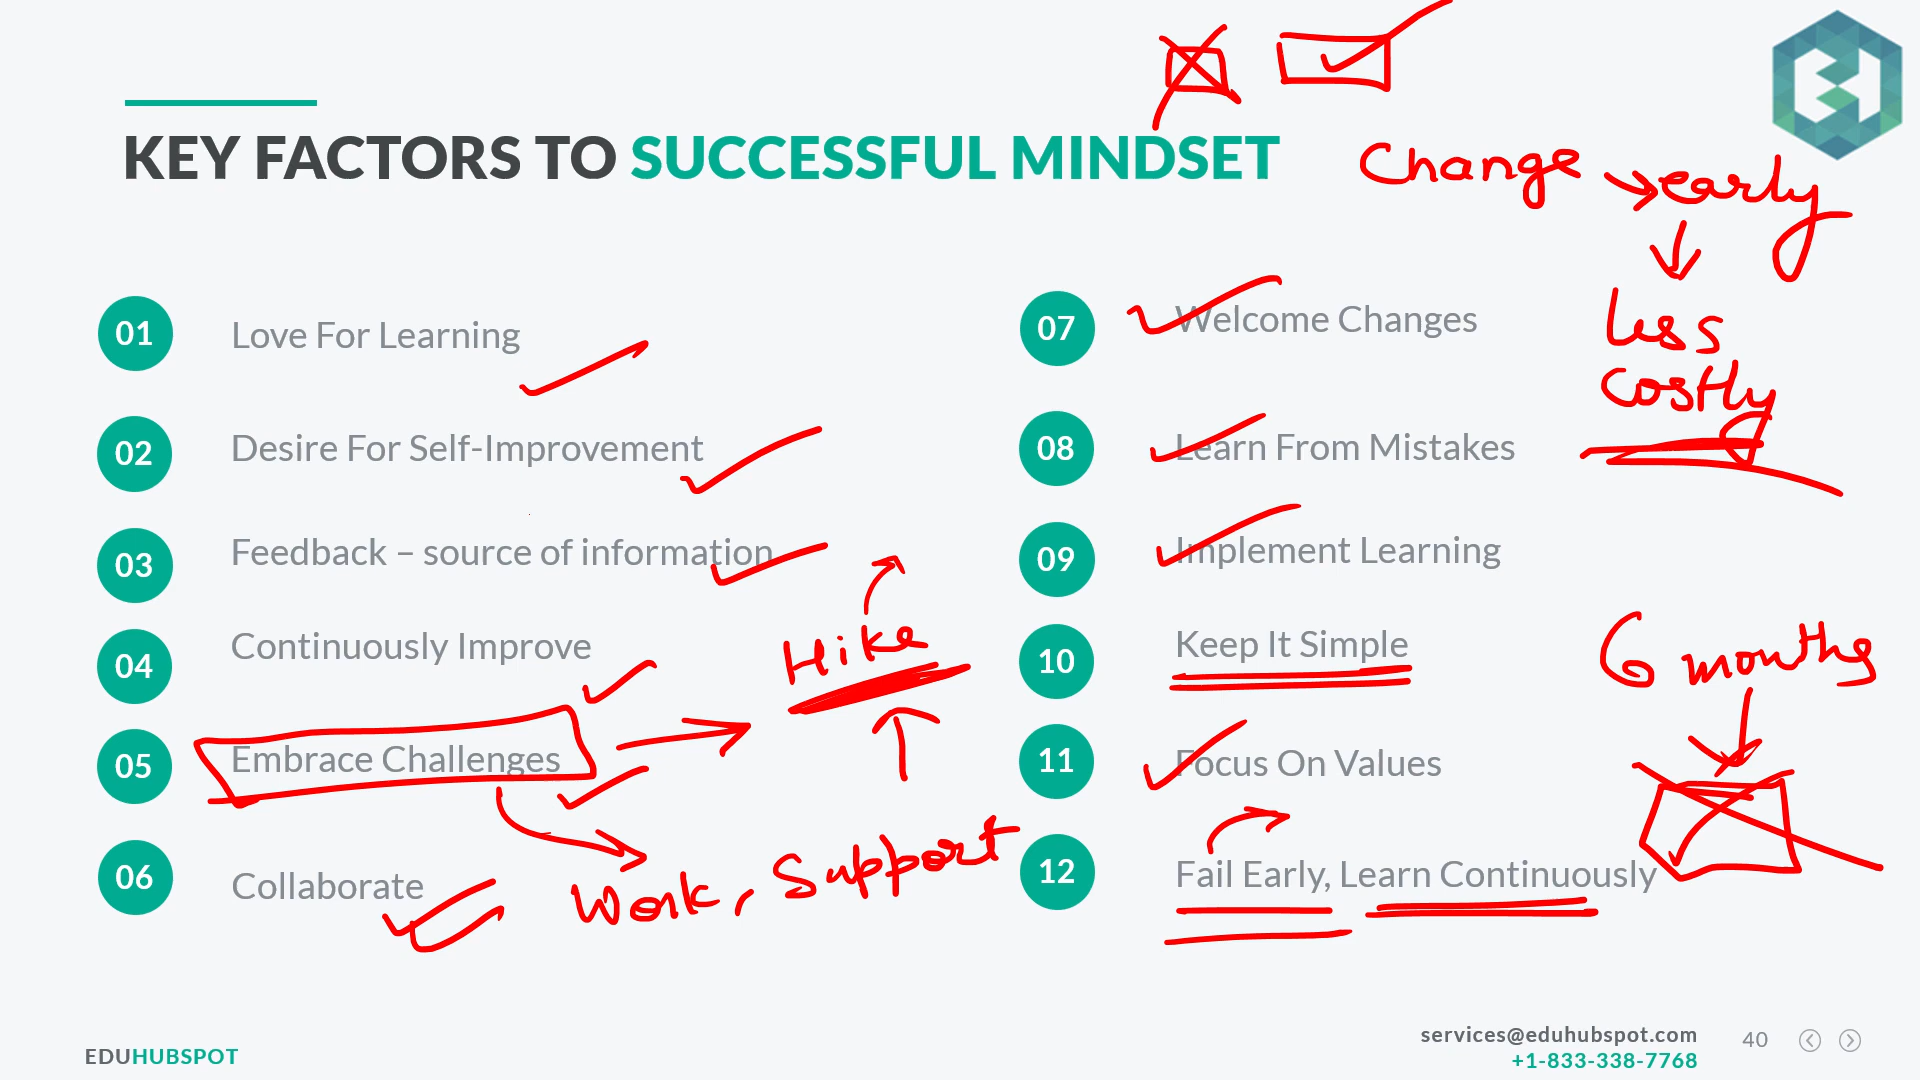 KEY FACTORS TO SUCCESSFUL MINDSET
Change → early
↓
less
costly
01 Love For Learning
02 Desire For Self-Improvement
03 Feedback – source of information
04 Continuously Improve
Hike
05 Embrace Challenges
Work, Support
06 Collaborate
07 Welcome Changes
08 Learn From Mistakes
09 Implement Learning
10 Keep It Simple
6 months
11 Focus On Values
12 Fail Early, Learn Continuously
EDUHUBSPOT
services@eduhubspot.com
+1-833-338-7768
40